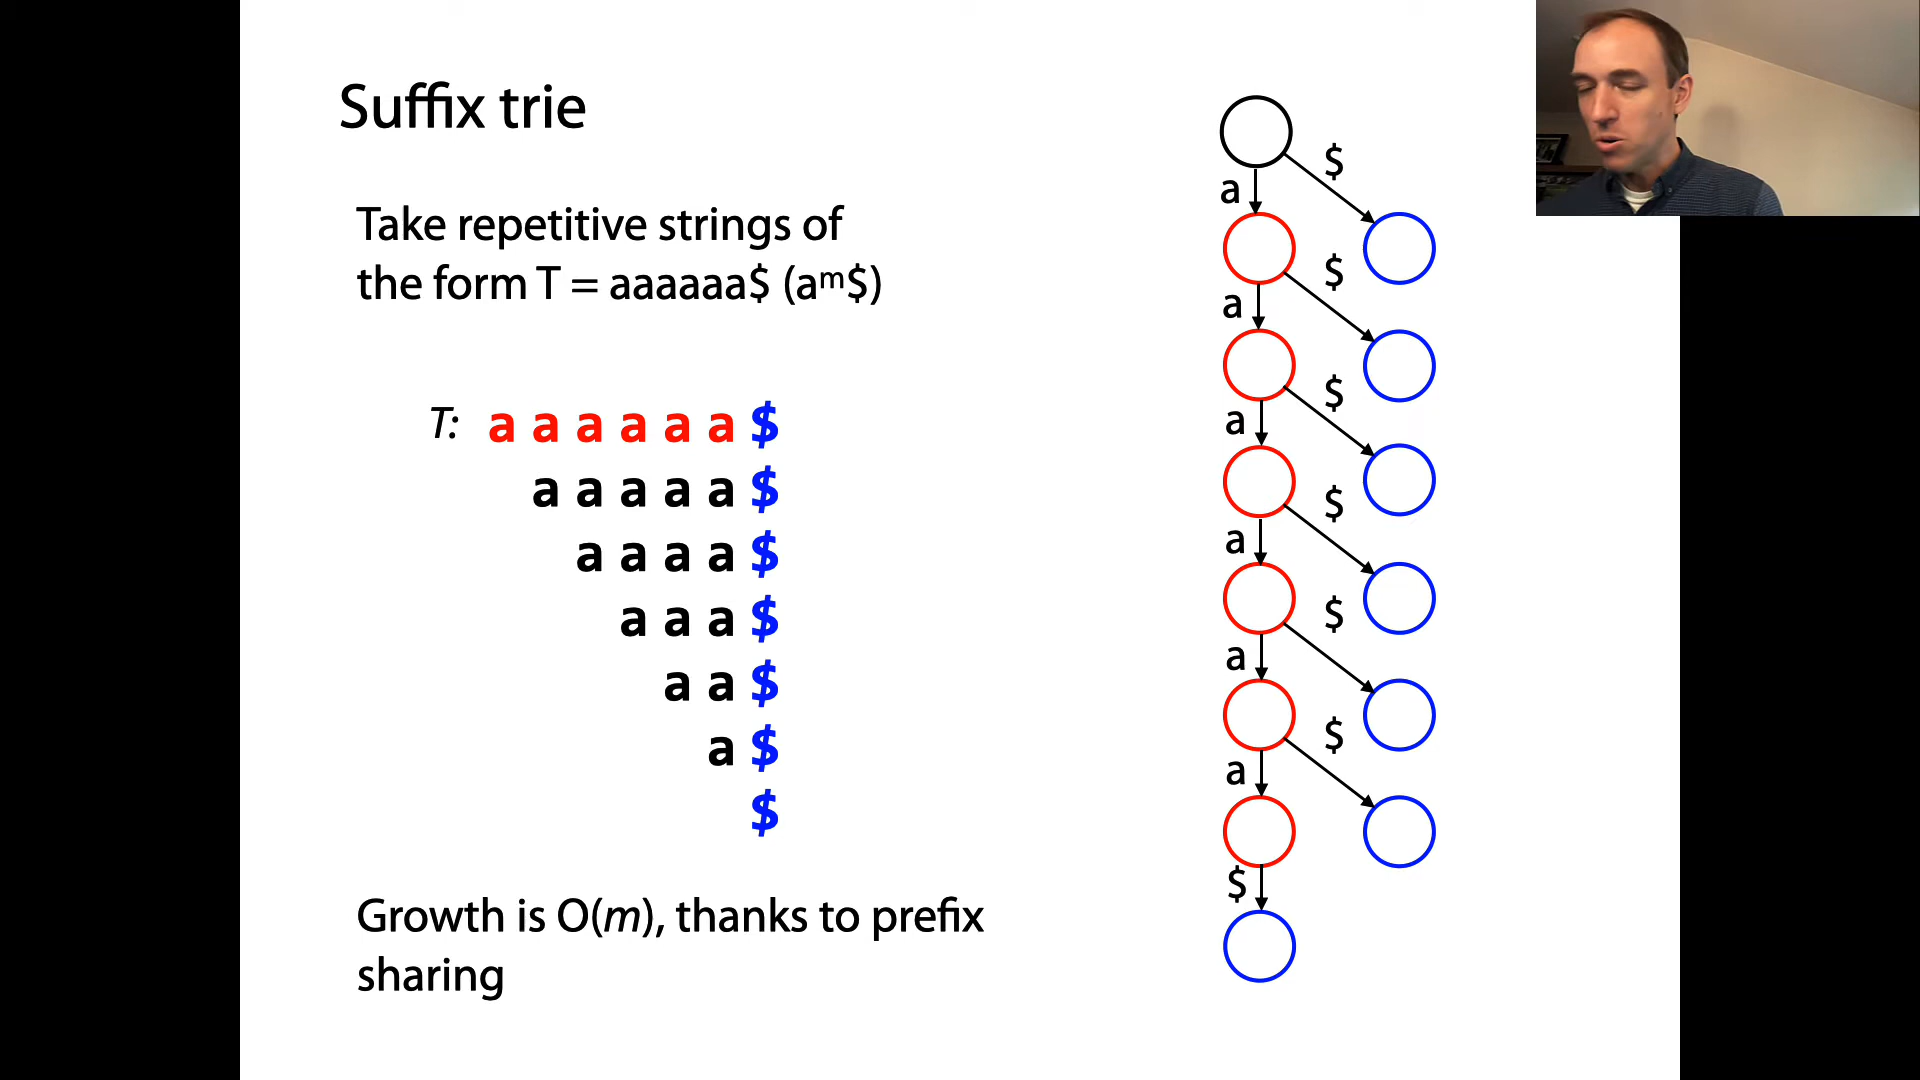 Suffix trie
Take repetitive strings of
the form T = aaaaaa$ (aᵐ$)
T: a a a a a a $
a a a a a $
a a a a $
a a a $
a a $
a $
$
Growth is O(m), thanks to prefix
sharing
$
a
$
a
$
a
$
a
$
a
$
a
$